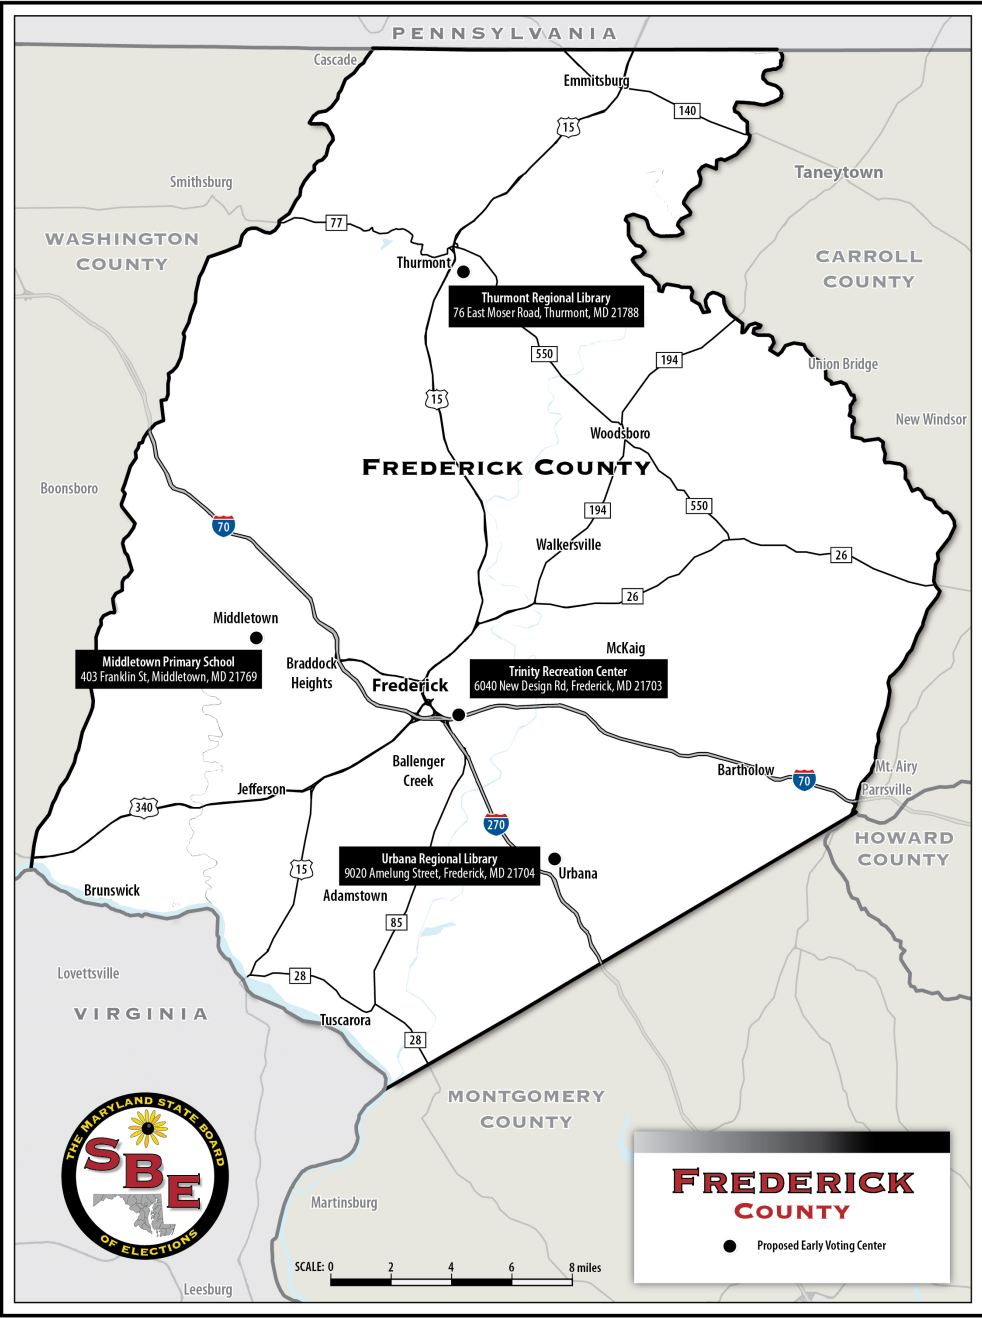 PENNSYLVANIA
Cascade
Emmitsburg
140
15
Taneytown
Smithsburg
77
WASHINGTON
COUNTY
CARROLL
COUNTY
Thurmont
Thurmont Regional Library
76 East Moser Road, Thurmont, MD 21788
550
194
Union Bridge
15
New Windsor
Woodsboro
FREDERICK COUNTY
Boonsboro
194
550
70
Walkersville
26
26
Middletown
McKaig
Middletown Primary School
403 Franklin St, Middletown, MD 21769
Braddock
Heights
Frederick
Trinity Recreation Center
6040 New Design Rd, Frederick, MD 21703
Ballenger
Creek
Bartholow
70
Mt. Airy
Parrsville
Jefferson
340
270
HOWARD
COUNTY
Urbana Regional Library
9020 Amelung Street, Frederick, MD 21704
Urbana
15
Brunswick
Adamstown
85
Lovettsville
28
VIRGINIA
Tuscarora
28
MONTGOMERY
COUNTY
THE MARYLAND STATE BOARD
SBE
OF ELECTIONS
Martinsburg
Leesburg
SCALE: 0 2 4 6 8 miles
FREDERICK
COUNTY
Proposed Early Voting Center